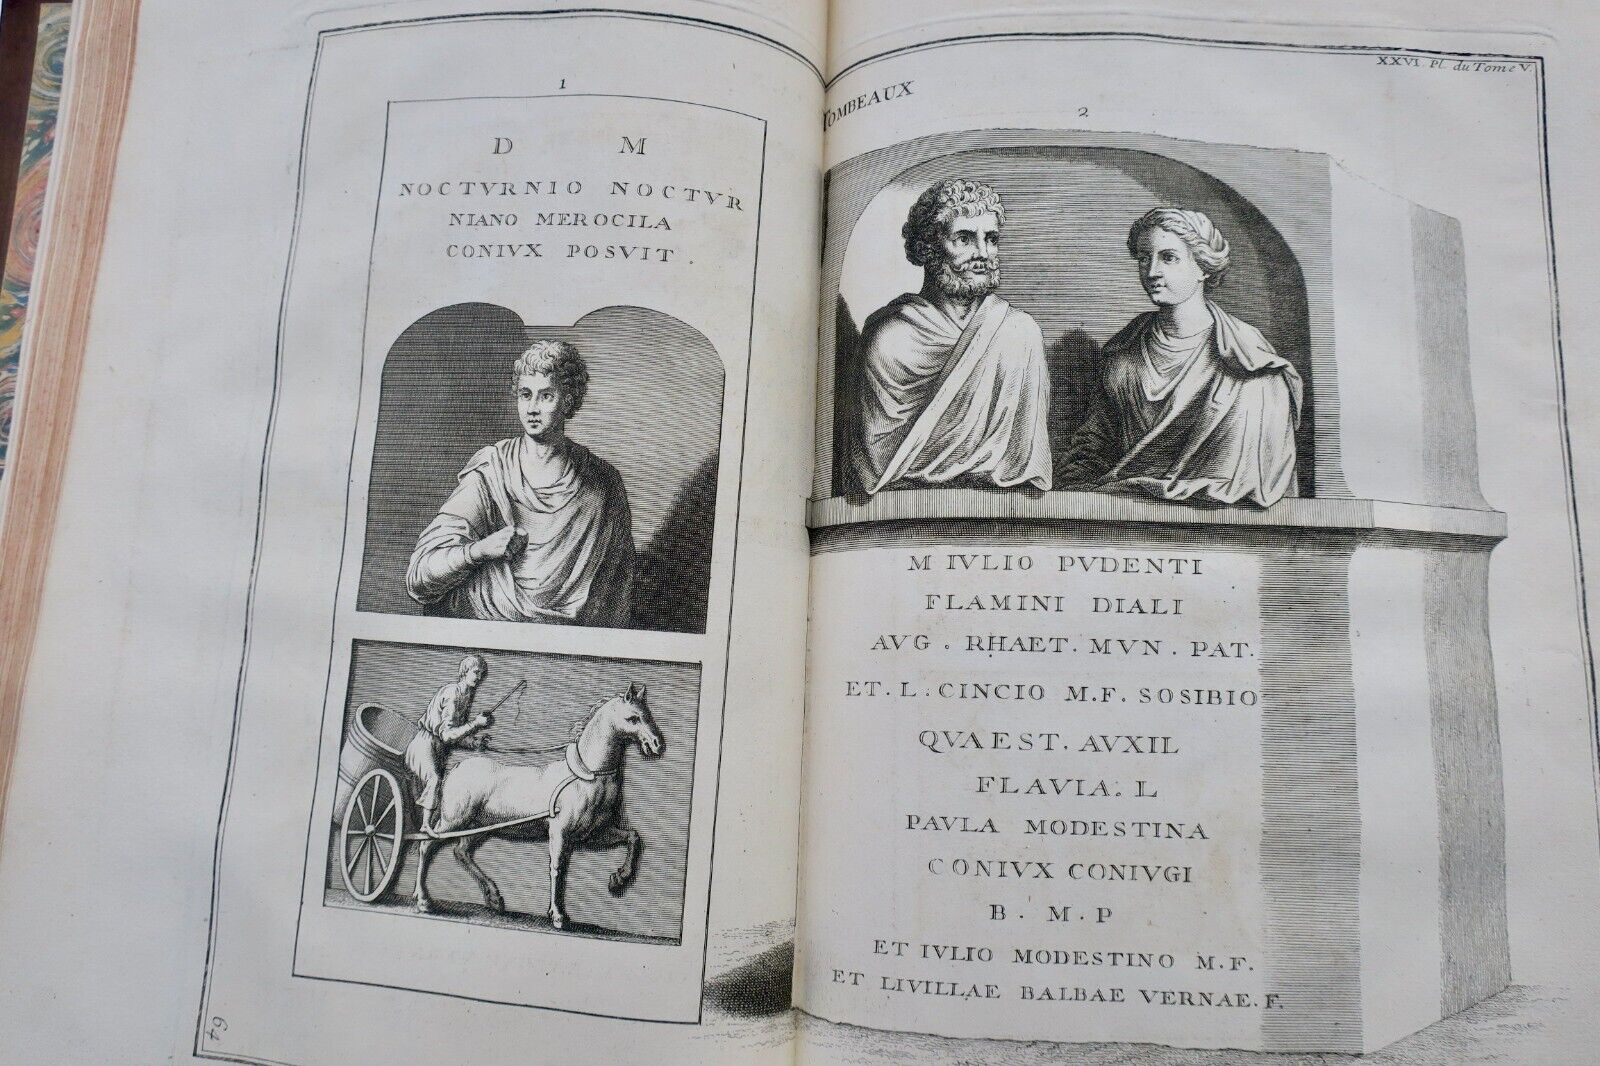 XXVI. Pl. du Tome V.
TOMBEAUX
1
D M
NOCTVRNIO NOCTVR
NIANO MEROCILA
CONIVX POSVIT .
2
M IVLIO PVDENTI
FLAMINI DIALI
AVG . RHAET. MVN . PAT.
ET. L. CINCIO M.F. SOSIBIO
QVAEST. AVXIL
FLAVIA. L
PAVLA MODESTINA
CONIVX CONIVGI
B . M . P
ET IVLIO MODESTINO M.F.
ET LIVILLAE BALBAE VERNAE.F.
64